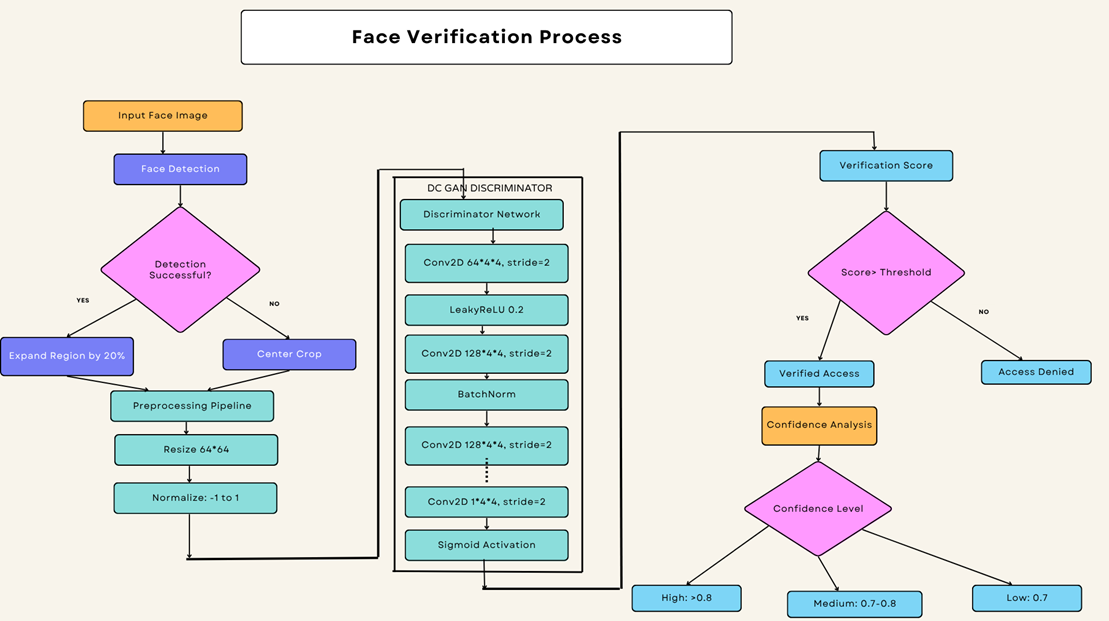 Face Verification Process
Input Face Image
Face Detection
Detection
Successful?
YES
NO
Expand Region by 20%
Center Crop
Preprocessing Pipeline
Resize 64*64
Normalize: -1 to 1
DC GAN DISCRIMINATOR
Discriminator Network
Conv2D 64*4*4, stride=2
LeakyReLU 0.2
Conv2D 128*4*4, stride=2
BatchNorm
Conv2D 128*4*4, stride=2
Conv2D 1*4*4, stride=2
Sigmoid Activation
Verification Score
Score> Threshold
YES
NO
Verified Access
Access Denied
Confidence Analysis
Confidence Level
High: >0.8
Medium: 0.7-0.8
Low: 0.7